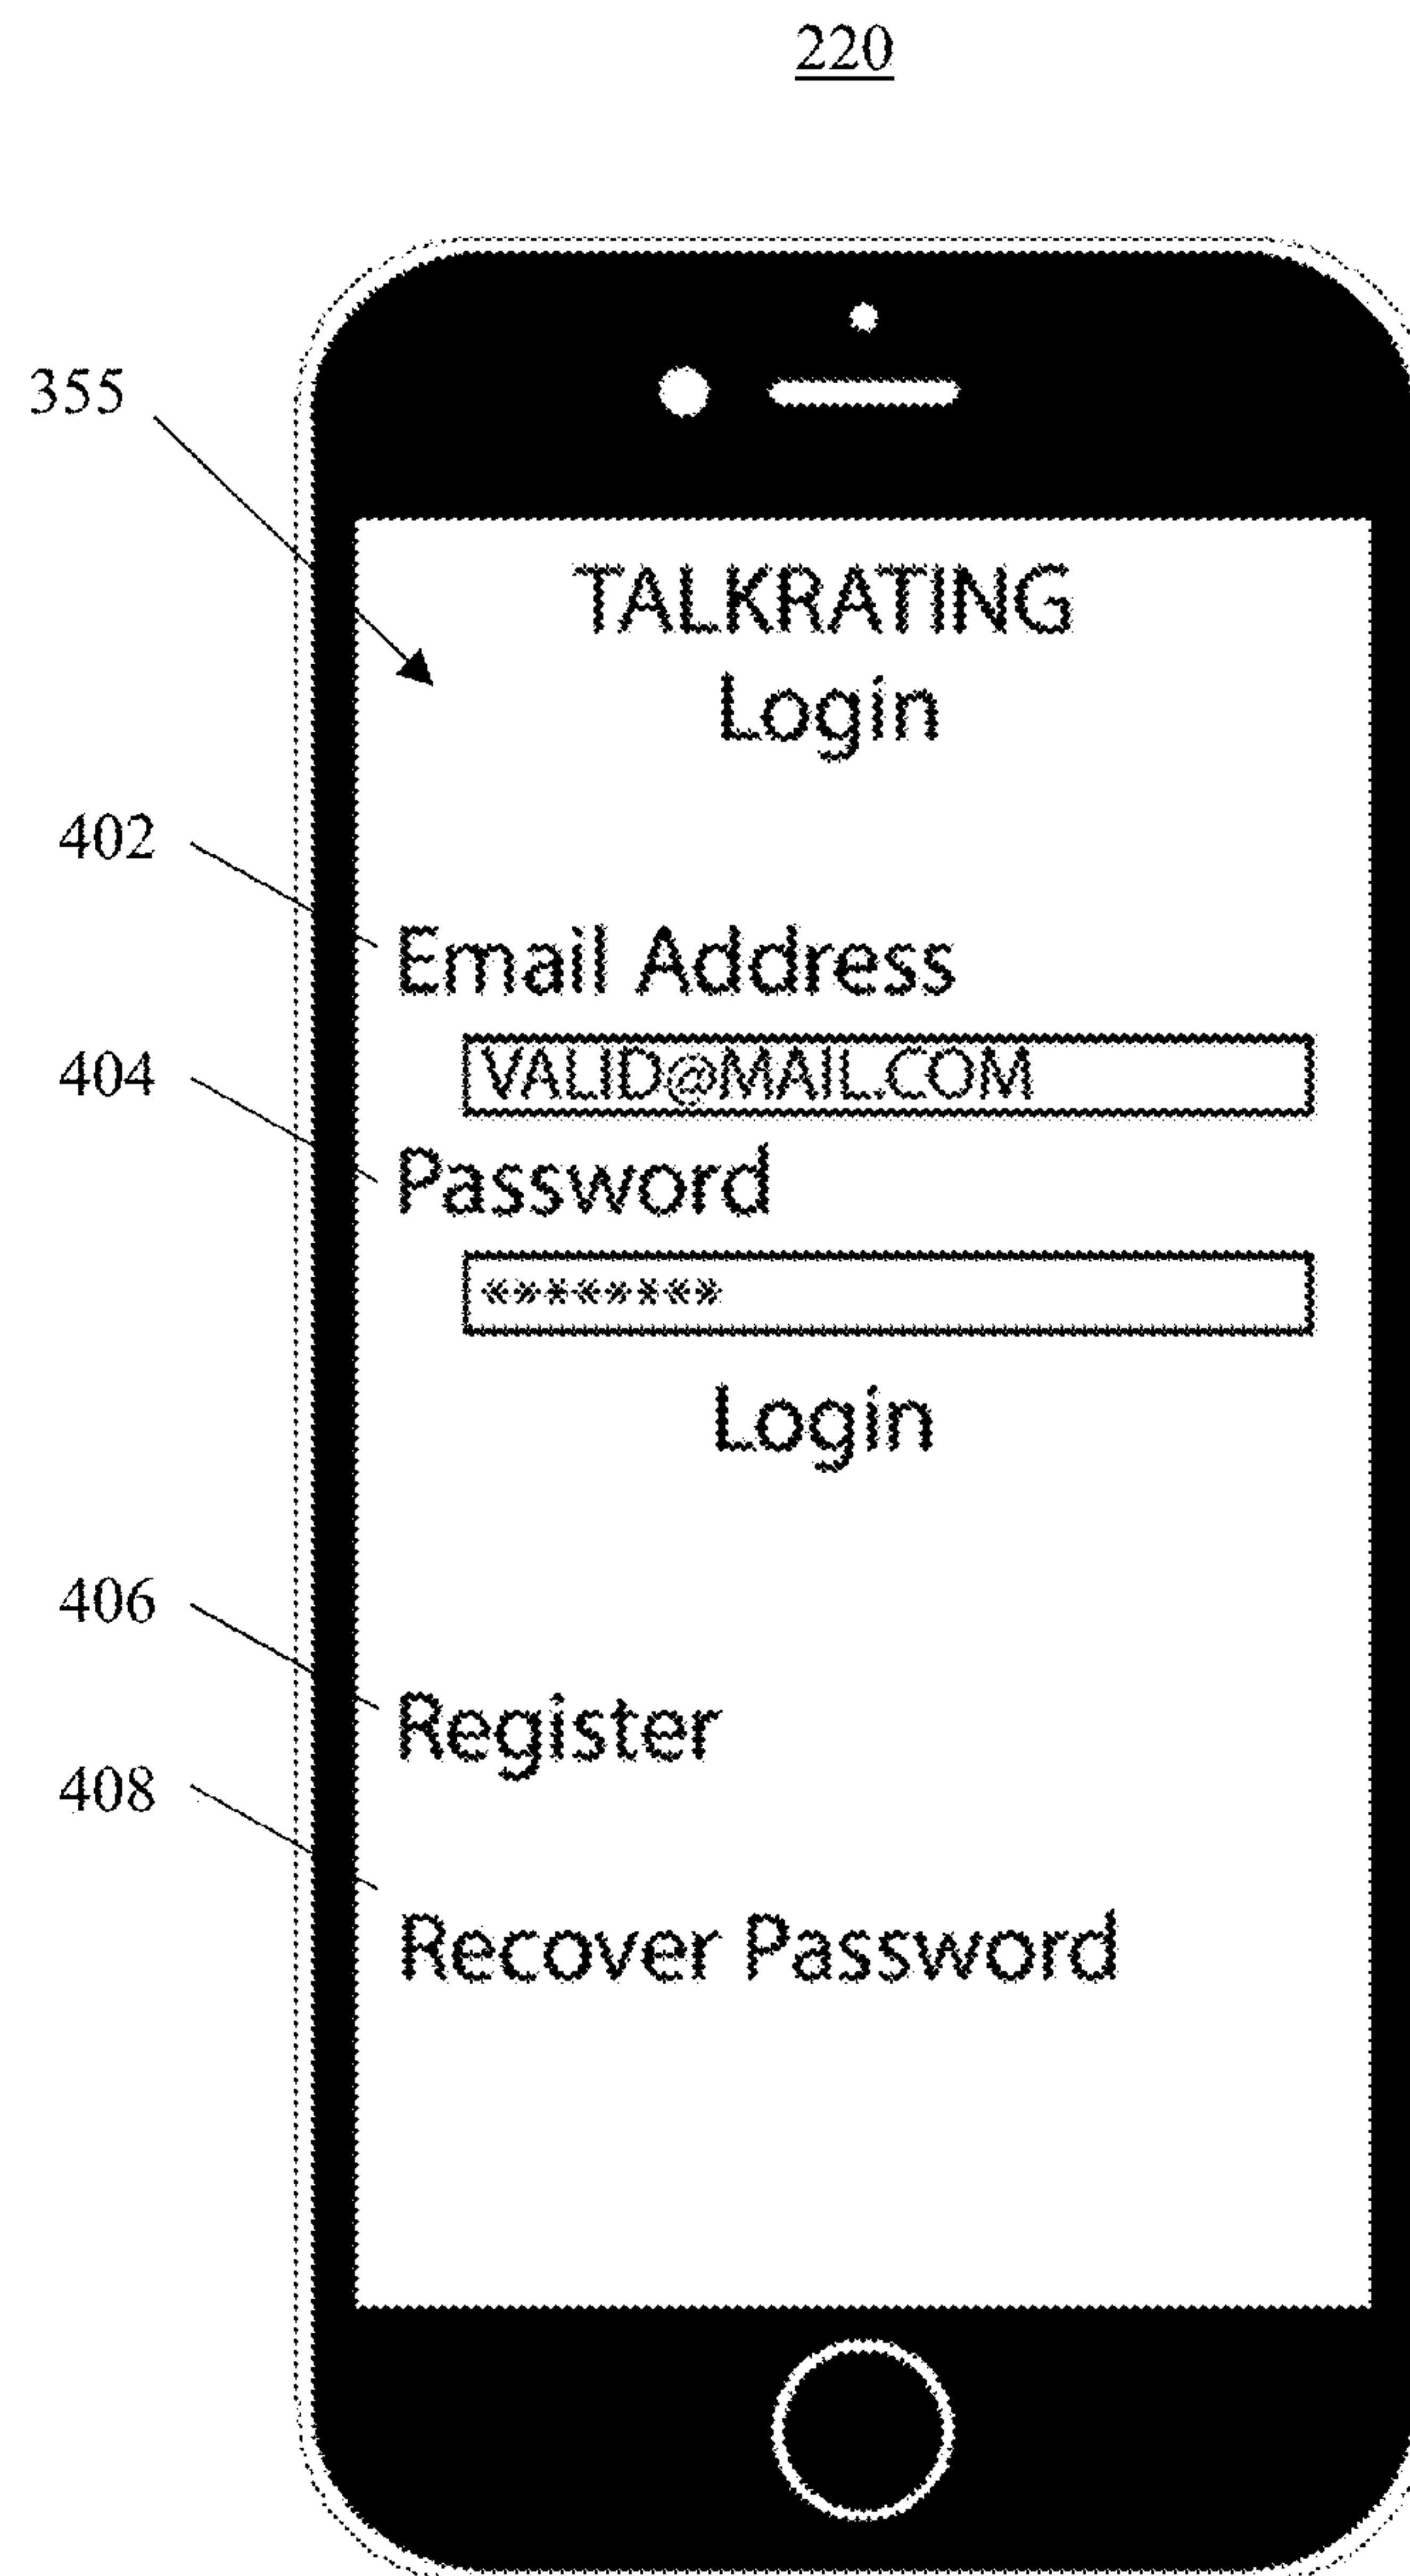 220
355
TALKRATING
Login
402
Email Address
VALID@MAIL.COM
404
Password
********
Login
406
Register
408
Recover Password